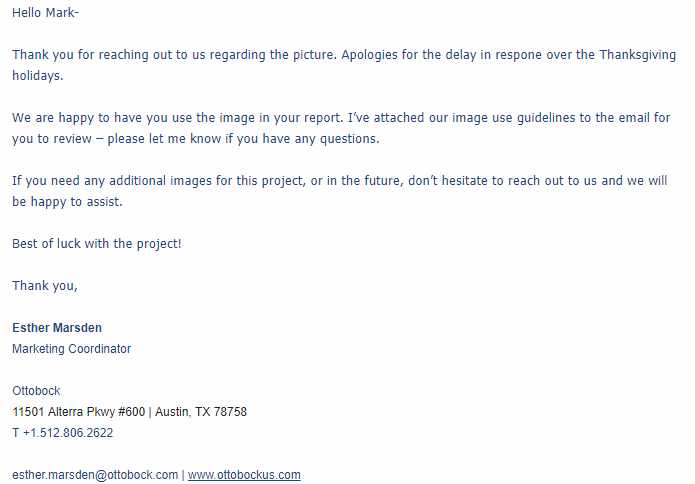 Hello Mark-
Thank you for reaching out to us regarding the picture. Apologies for the delay in respone over the Thanksgiving
holidays.
We are happy to have you use the image in your report. I’ve attached our image use guidelines to the email for
you to review – please let me know if you have any questions.
If you need any additional images for this project, or in the future, don’t hesitate to reach out to us and we will
be happy to assist.
Best of luck with the project!
Thank you,
Esther Marsden
Marketing Coordinator
Ottobock
11501 Alterra Pkwy #600 | Austin, TX 78758
T +1.512.806.2622
esther.marsden@ottobock.com | www.ottobockus.com